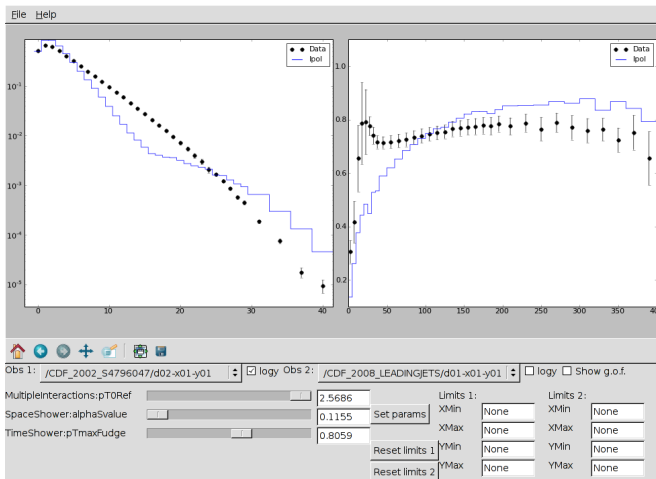 File Help
Data
Ipol
10^-1
10^-2
10^-3
10^-4
10^-5
0 10 20 30 40
Data
Ipol
1.0
0.8
0.6
0.4
0.2
0 50 100 150 200 250 300 350 40
Obs 1: /CDF_2002_S4796047/d02-x01-y01 logy Obs 2: /CDF_2008_LEADINGJETS/d01-x01-y01 logy Show g.o.f.
MultipleInteractions:pT0Ref 2.5686
SpaceShower:alphaSvalue 0.1155
TimeShower:pTmaxFudge 0.8059
Set params
Reset limits 1
Reset limits 2
Limits 1:
XMin None
XMax None
YMin None
YMax None
Limits 2:
XMin None
XMax None
YMin None
YMax None